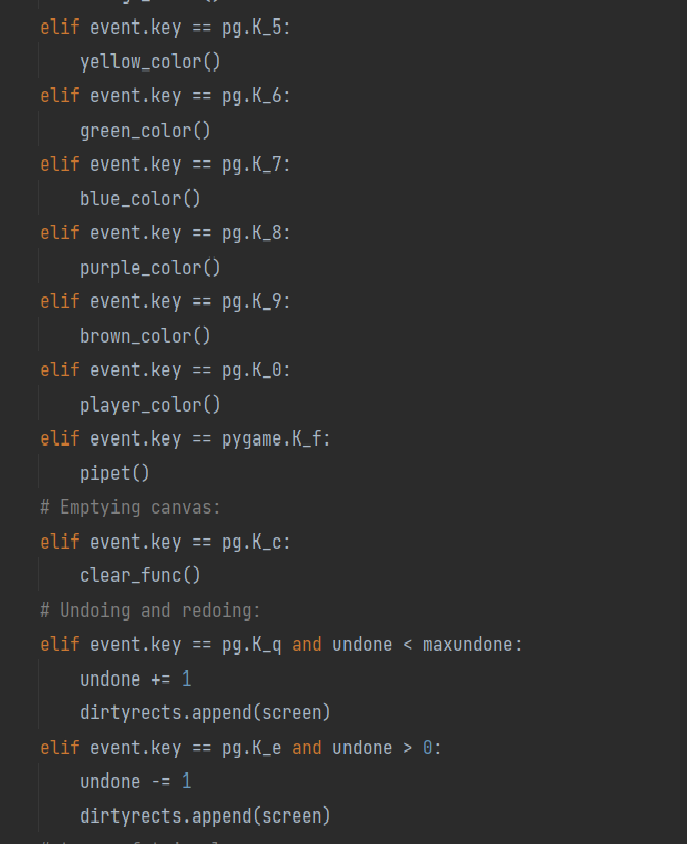 elif event.key == pg.K_5:
yellow_color()
elif event.key == pg.K_6:
green_color()
elif event.key == pg.K_7:
blue_color()
elif event.key == pg.K_8:
purple_color()
elif event.key == pg.K_9:
brown_color()
elif event.key == pg.K_0:
player_color()
elif event.key == pygame.K_f:
pipet()
# Emptying canvas:
elif event.key == pg.K_c:
clear_func()
# Undoing and redoing:
elif event.key == pg.K_q and undone < maxundone:
undone += 1
dirtyrects.append(screen)
elif event.key == pg.K_e and undone > 0:
undone -= 1
dirtyrects.append(screen)